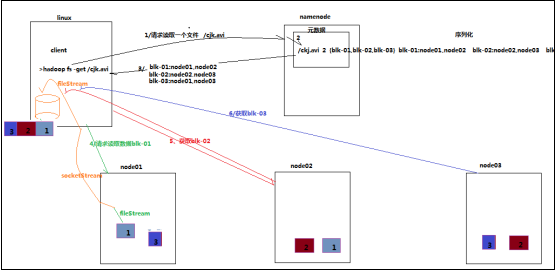 linux
namenode
1/请求读取一个文件 /cjk.avi
元数据
序列化
client
2
/ckj.avi 2 (blk-01,blk-02,blk-03) blk-01:node01,node02 blk-02:node02,node03 blk
>hadoop fs -get /cjk.avi
3/ blk-01:node01,node02
blk-02:node02,node03
blk-03:node01,node03
fileStream
6/获取blk-03
3 2 1
4/请求读取数据blk-01
5、获取blk-02
node01
node02
node03
socketStream
fileStream
1
3
2 1
3 2